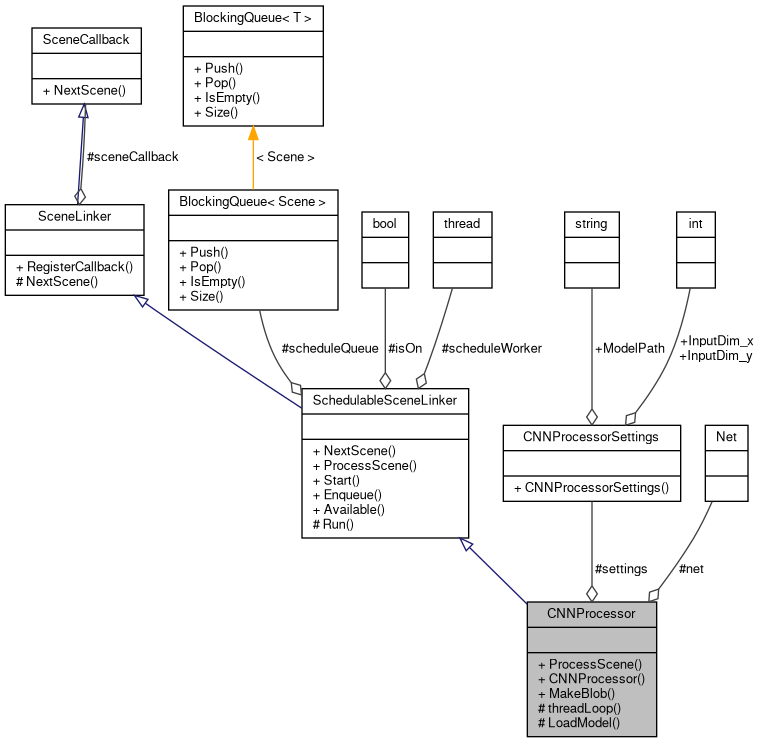 BlockingQueue< T >
+ Push()
+ Pop()
+ IsEmpty()
+ Size()
SceneCallback
+ NextScene()
#sceneCallback
< Scene >
SceneLinker
+ RegisterCallback()
# NextScene()
BlockingQueue< Scene >
+ Push()
+ Pop()
+ IsEmpty()
+ Size()
bool
thread
string
int
#scheduleQueue
#isOn
#scheduleWorker
+ModelPath
+InputDim_x
+InputDim_y
SchedulableSceneLinker
+ NextScene()
+ ProcessScene()
+ Start()
+ Enqueue()
+ Available()
# Run()
CNNProcessorSettings
+ CNNProcessorSettings()
Net
#settings
#net
CNNProcessor
+ ProcessScene()
+ CNNProcessor()
+ MakeBlob()
# threadLoop()
# LoadModel()